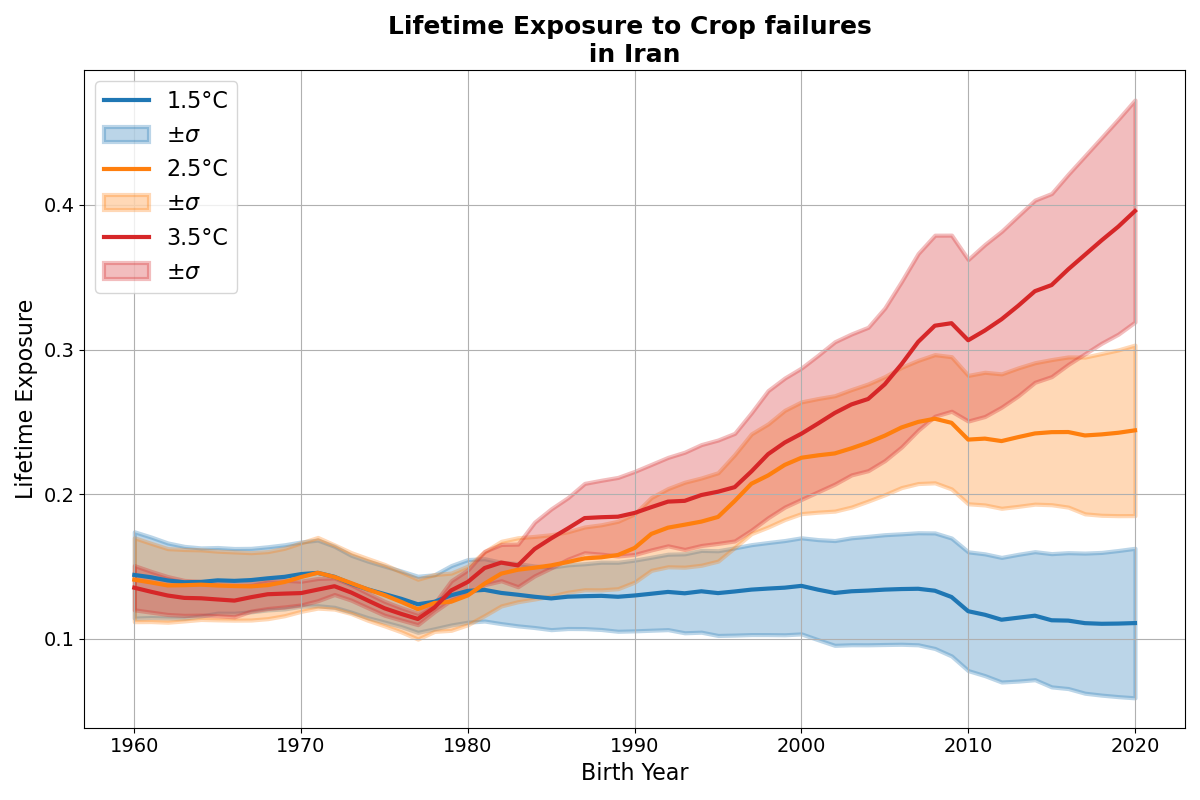 Lifetime Exposure to Crop failures
in Iran
1.5°C
±σ
2.5°C
±σ
3.5°C
±σ
Lifetime Exposure
0.4
0.3
0.2
0.1
1960 1970 1980 1990 2000 2010 2020
Birth Year